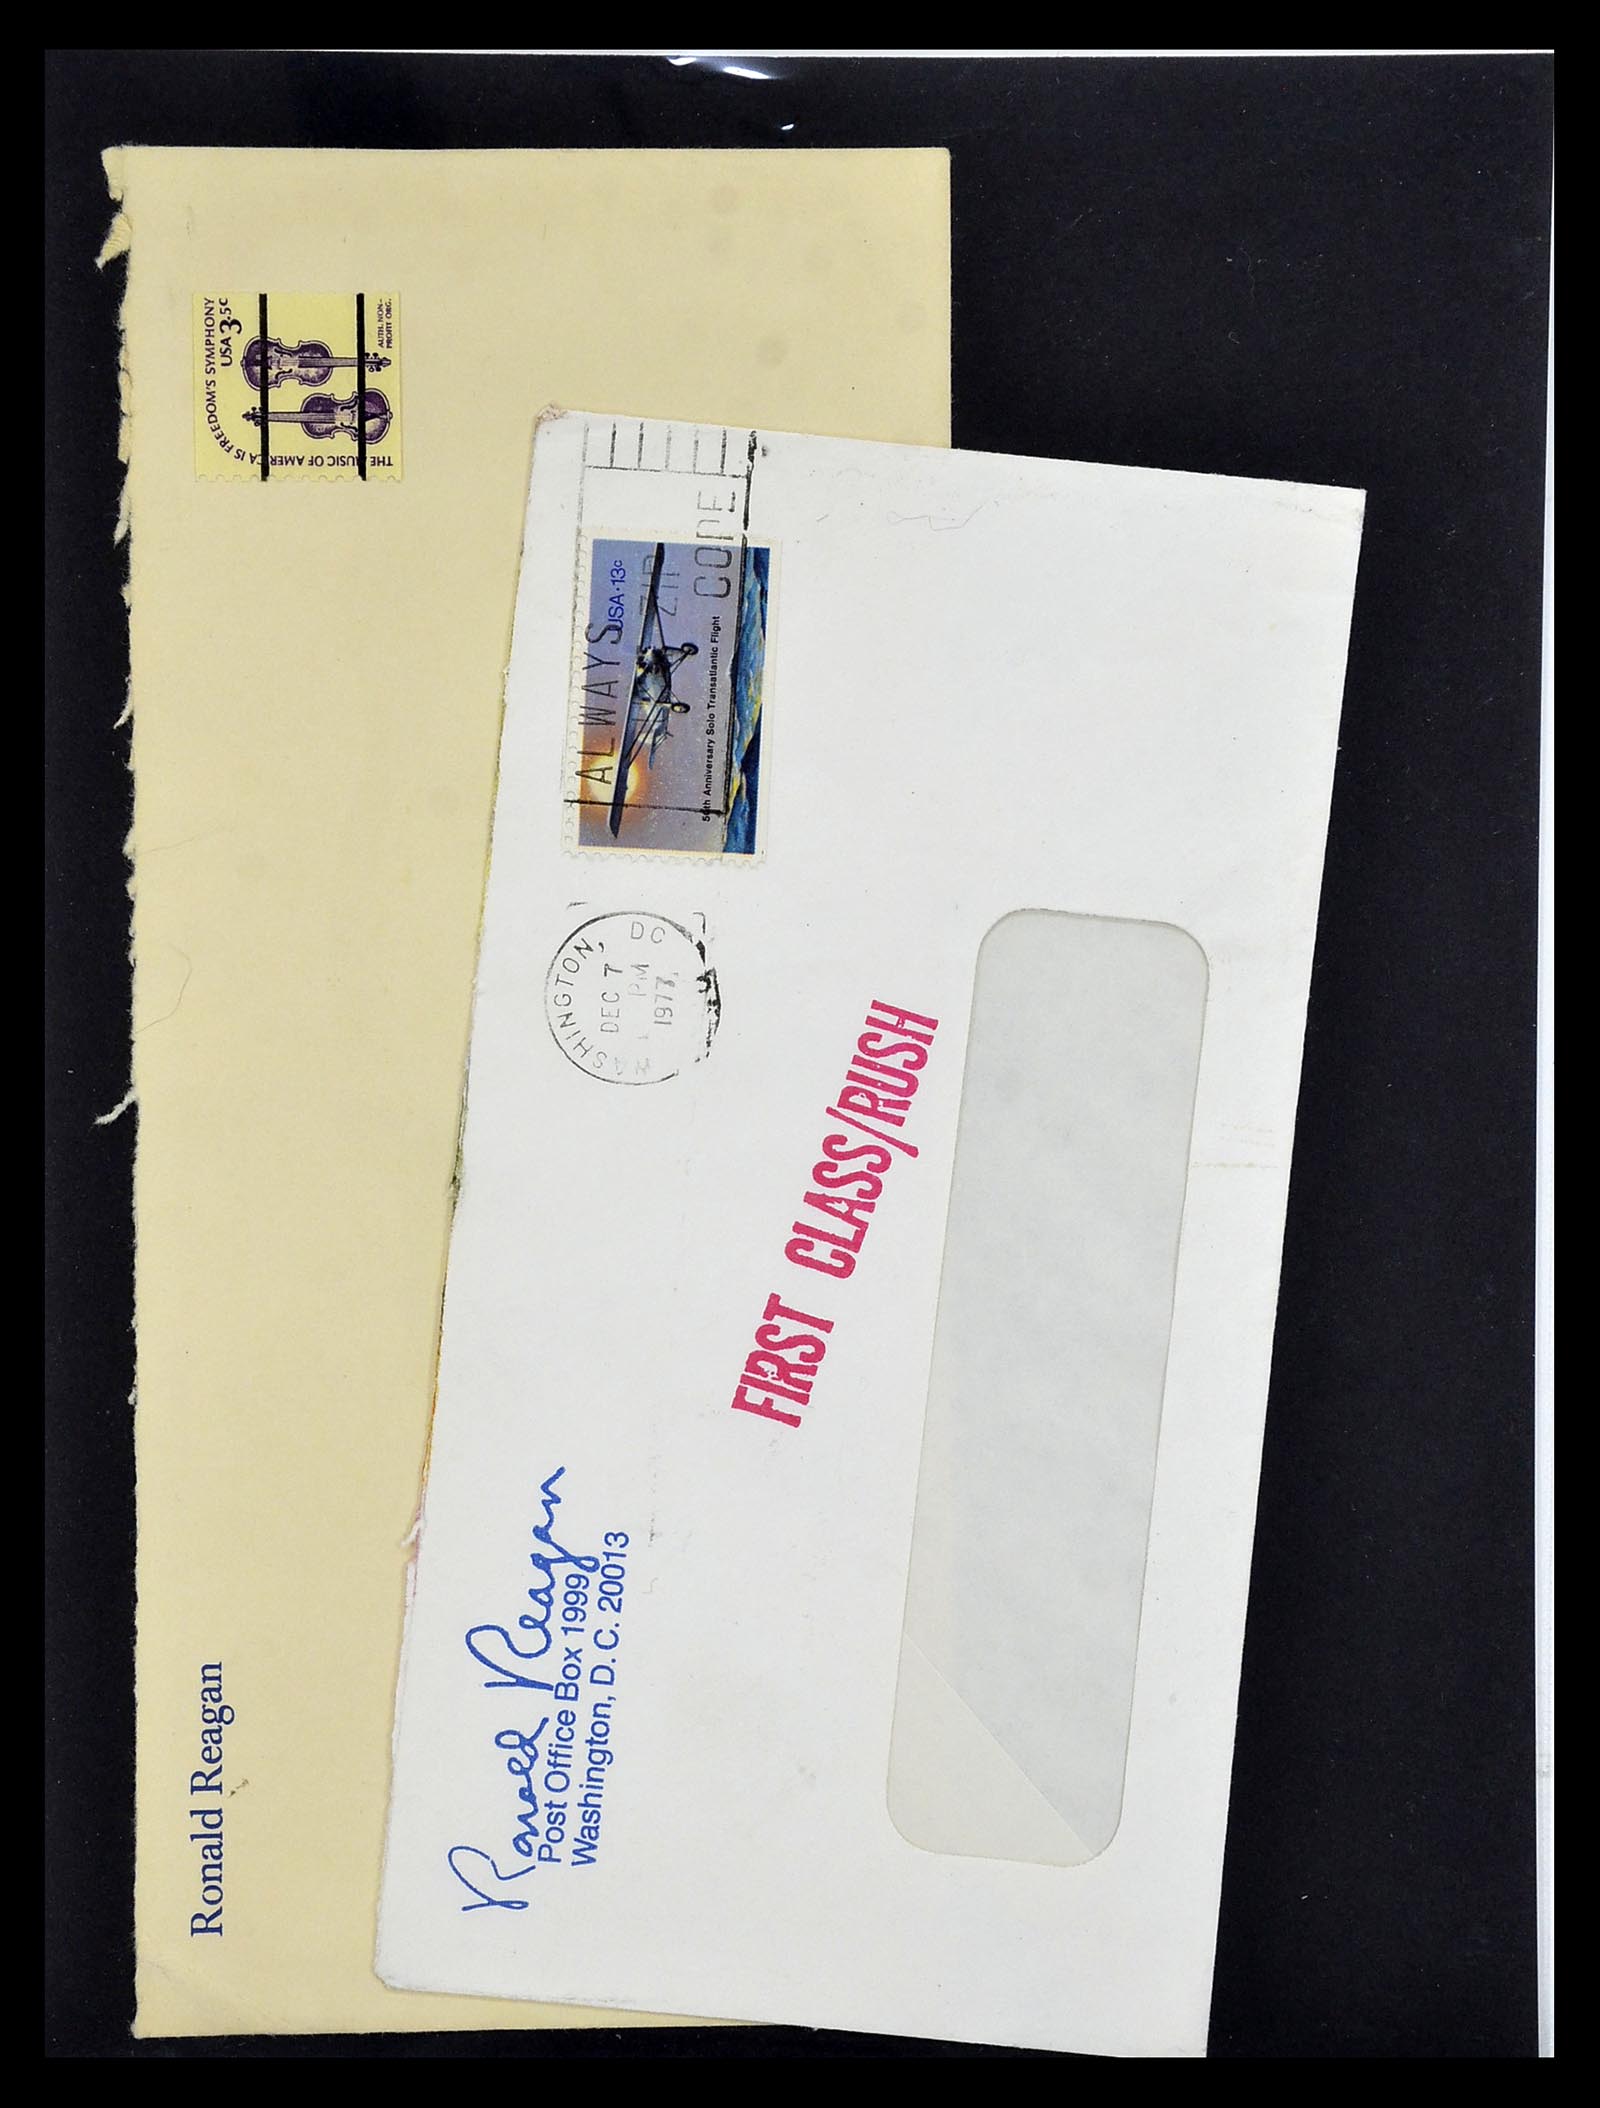 THE MUSIC OF AMERICA IS FREEDOM'S SYMPHONY
USA 3.5c
AUTH. NON-
PROFIT ORG.
Ronald Reagan
Ronald Reagan
Post Office Box 1999
Washington, D. C. 20013
WASHINGTON, DC
DEC 7
PM
1977
ALWAYS
ZIP
CODE
USA·13c
50th Anniversary Solo Transatlantic Flight
FIRST CLASS/RUSH